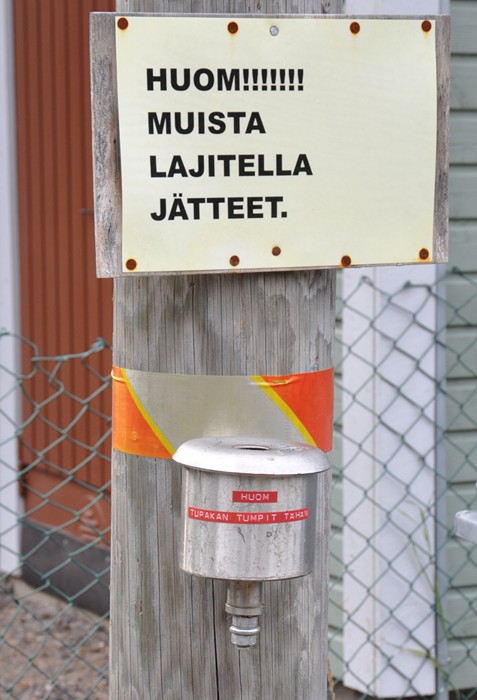 HUOM!!!!!!!
MUISTA
LAJITELLA
JÄTTEET.
HUOM
TUPAKAN TUMPIT TÄHÄN